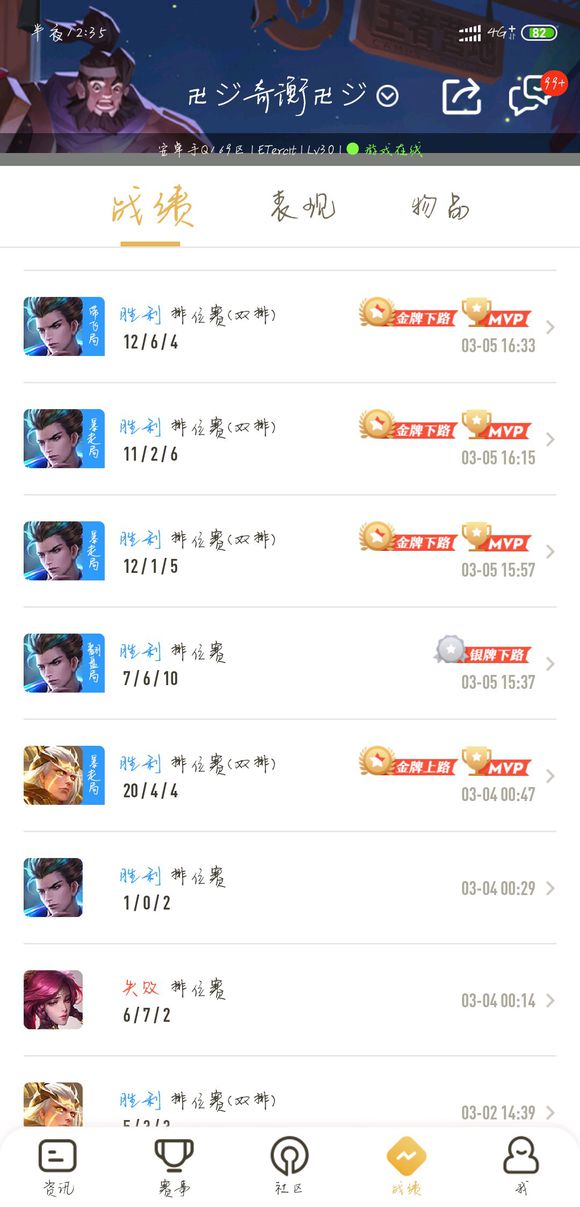 半夜12:35
4G+ 82
卍ジ奇谢卍ジ
99+
安卓手Q169区 | ETercit | Lv30 | 游戏在线
战绩 表现 物品
带飞局 胜利 排位赛(双排) 金牌下路 MVP
12/6/4 03-05 16:33
暴走局 胜利 排位赛(双排) 金牌下路 MVP
11/2/6 03-05 16:15
暴走局 胜利 排位赛(双排) 金牌下路 MVP
12/1/5 03-05 15:57
翻盘局 胜利 排位赛 银牌下路
7/6/10 03-05 15:37
暴走局 胜利 排位赛(双排) 金牌上路 MVP
20/4/4 03-04 00:47
胜利 排位赛
1/0/2 03-04 00:29
失败 排位赛
6/7/2 03-04 00:14
胜利 排位赛(双排)
03-02 14:39
资讯 赛事 社区 战绩 我